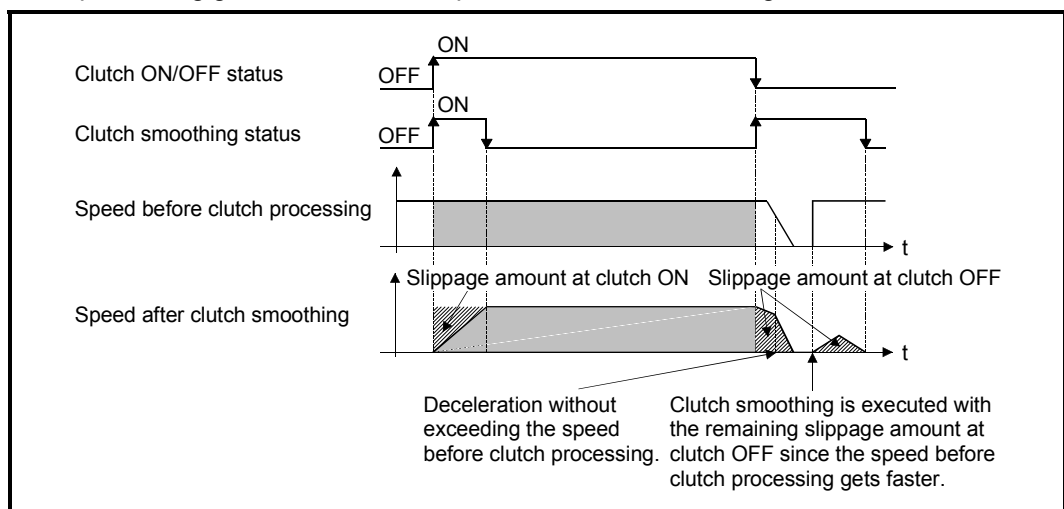 ON
Clutch ON/OFF status
OFF
ON
Clutch smoothing status
OFF
Speed before clutch processing
t
Slippage amount at clutch ON
Slippage amount at clutch OFF
Speed after clutch smoothing
t
Deceleration without
exceeding the speed
before clutch processing.
Clutch smoothing is executed with
the remaining slippage amount at
clutch OFF since the speed before
clutch processing gets faster.